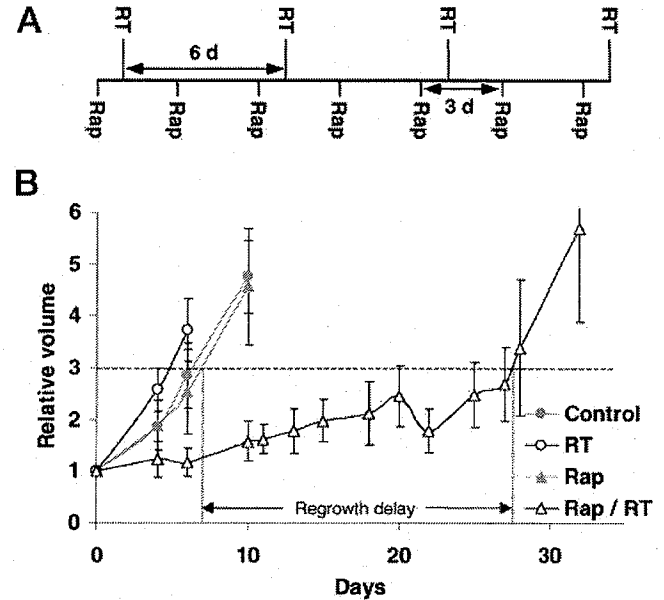 A
RT RT RT RT
6 d
3 d
Rap Rap Rap Rap Rap Rap Rap
B
Relative volume
6
5
4
3
2
1
0
Control
RT
Rap
Rap / RT
Regrowth delay
0 10 20 30
Days